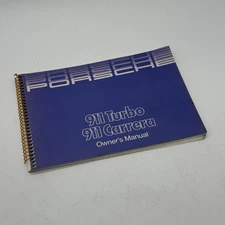 PORSCHE
911 Turbo
911 Carrera
Owner's Manual